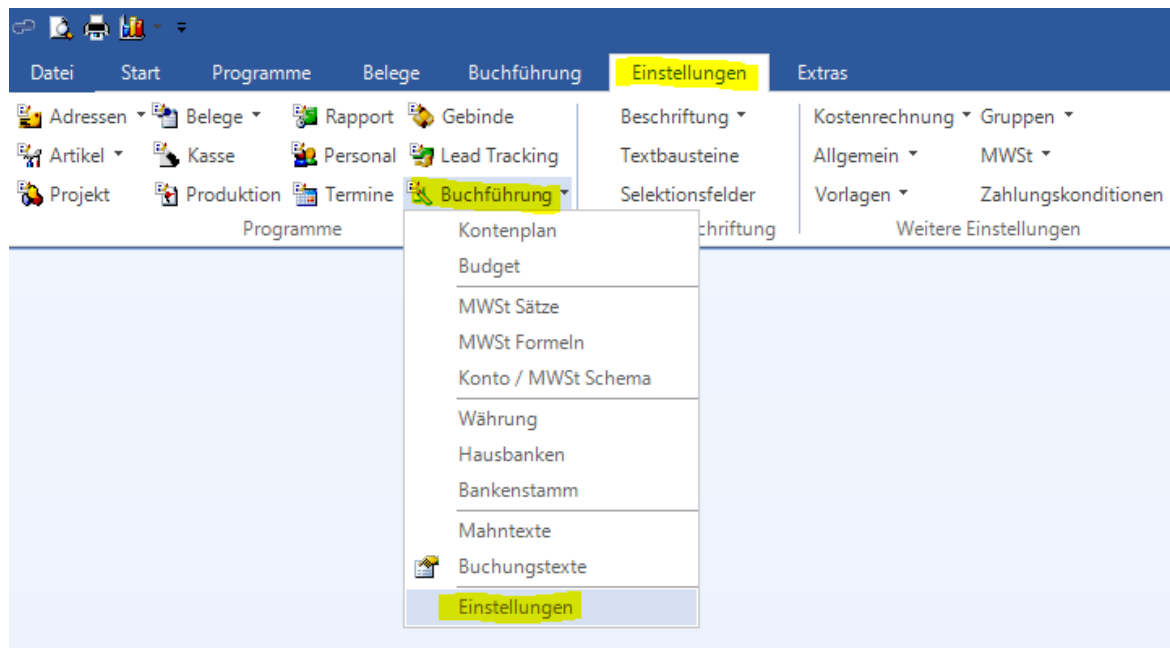 Datei Start Programme Belege Buchführung Einstellungen Extras
Adressen Belege Rapport Gebinde Beschriftung Kostenrechnung Gruppen
Artikel Kasse Personal Lead Tracking Textbausteine Allgemein MWSt
Projekt Produktion Termine Buchführung Selektionsfelder Vorlagen Zahlungskonditionen
Programme chriftung Weitere Einstellungen
Kontenplan
Budget
MWSt Sätze
MWSt Formeln
Konto / MWSt Schema
Währung
Hausbanken
Bankenstamm
Mahntexte
Buchungstexte
Einstellungen